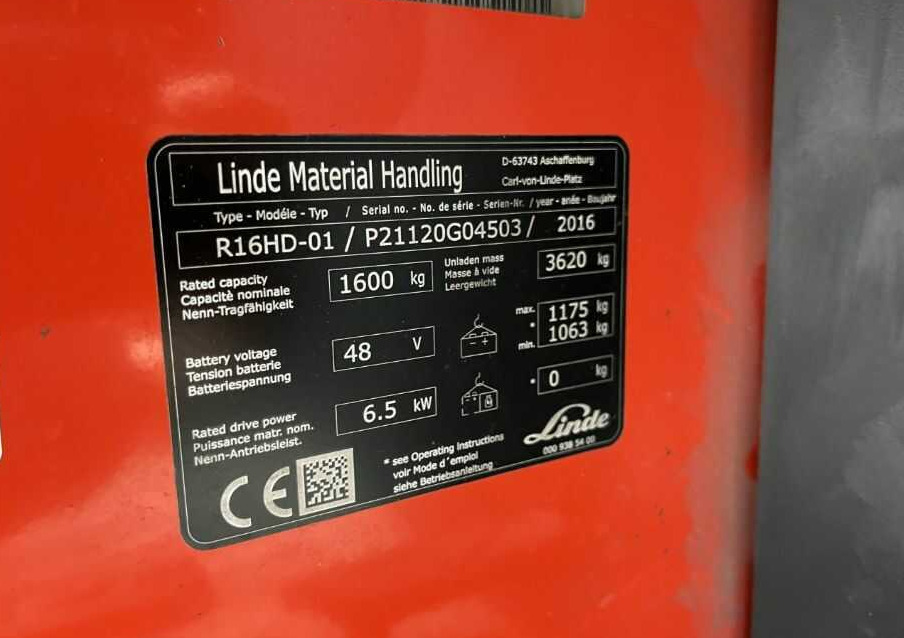 Linde Material Handling
D-63743 Aschaffenburg
Carl-von-Linde-Platz
Type - Modéle - Typ / Serial no. - No. de série - Serien-Nr. / year - anée - Baujahr
R16HD-01 / P21120G04503 / 2016
Rated capacity
Capacitè nominale
Nenn-Tragfähigkeit
1600 kg
Unladen mass
Masse à vide
Leergewicht
3620 kg
Battery voltage
Tension batterie
Batteriespannung
48 V
- +
max. 1175 kg
*
min. 1063 kg
Rated drive power
Puissance matr. nom.
Nenn-Antriebsleist.
6.5 kW
* 0 kg
CE
* see Operating Instructions
voir Mode d'emploi
siehe Betriebsanleitung
Linde
000 938 54 00